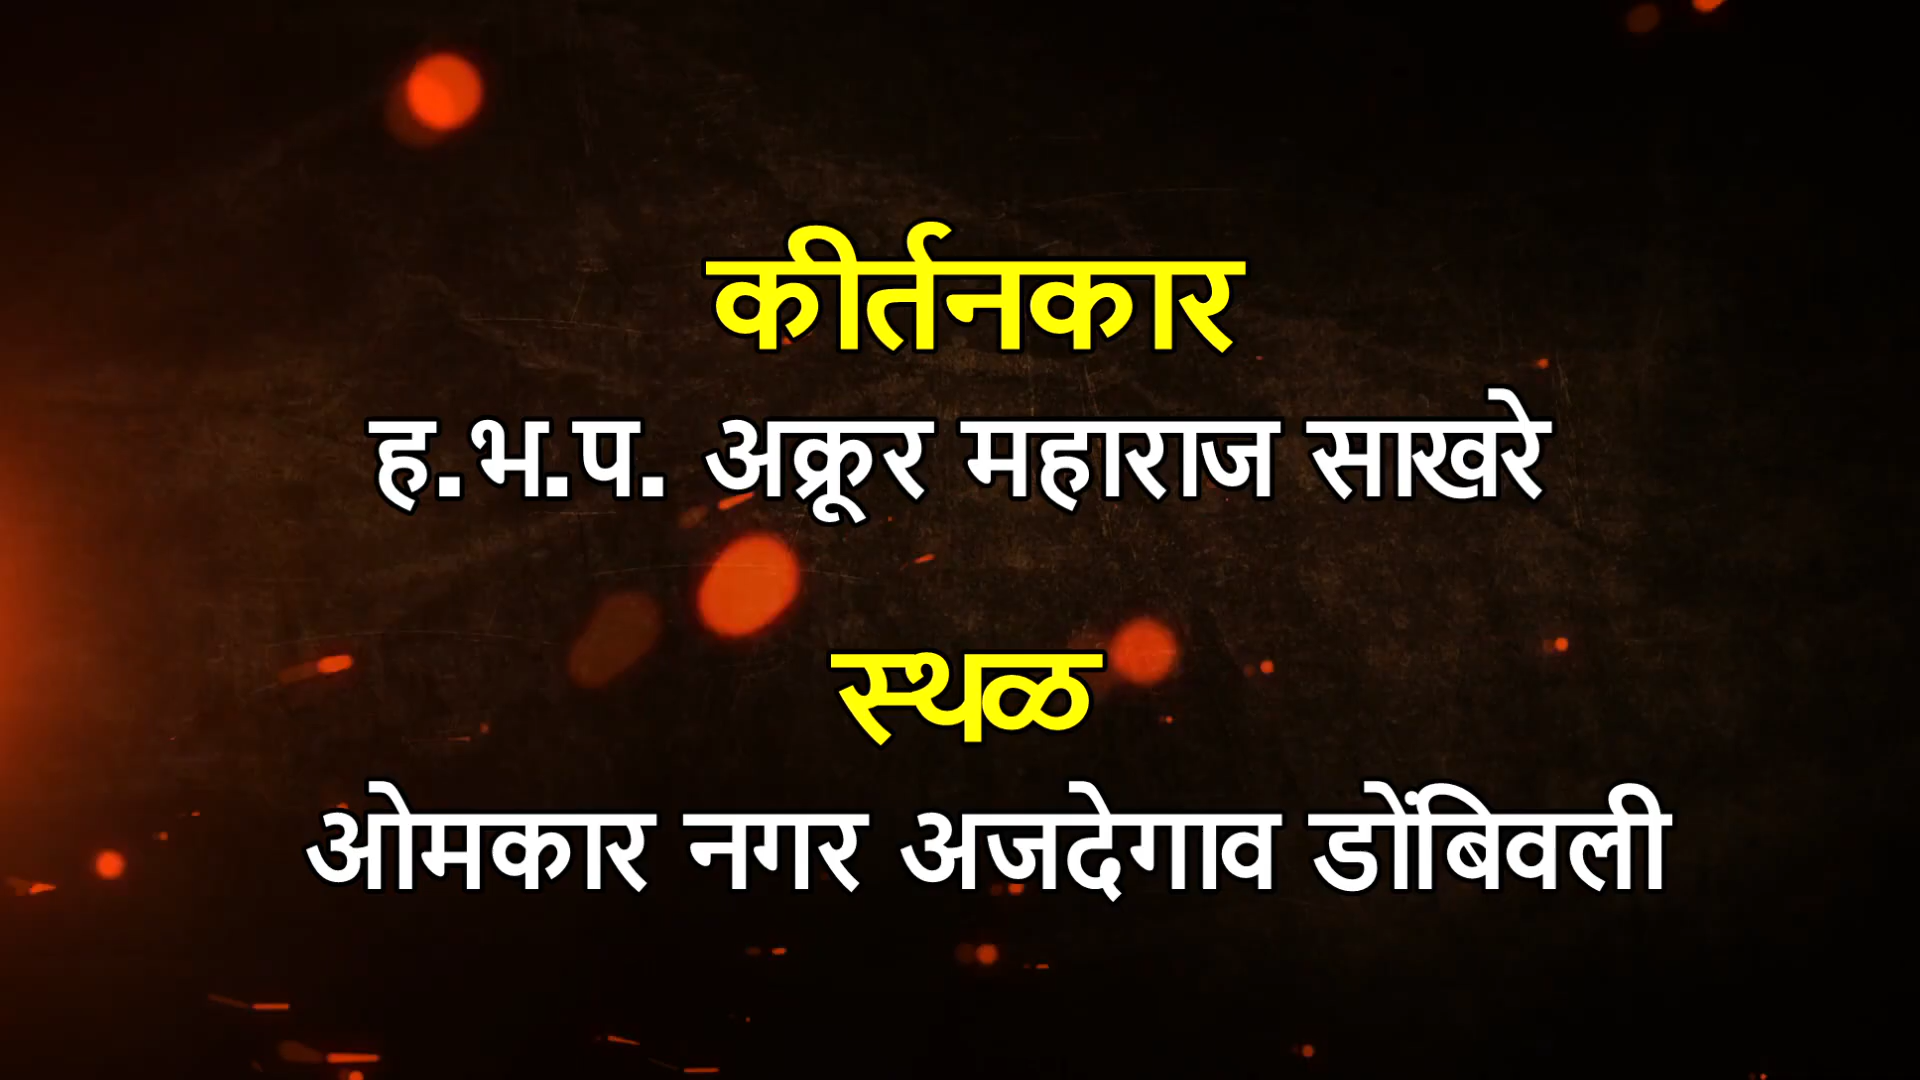 कीर्तनकार
ह.भ.प. अक्रूर महाराज साखरे
स्थळ
ओमकार नगर अजदेगाव डोंबिवली